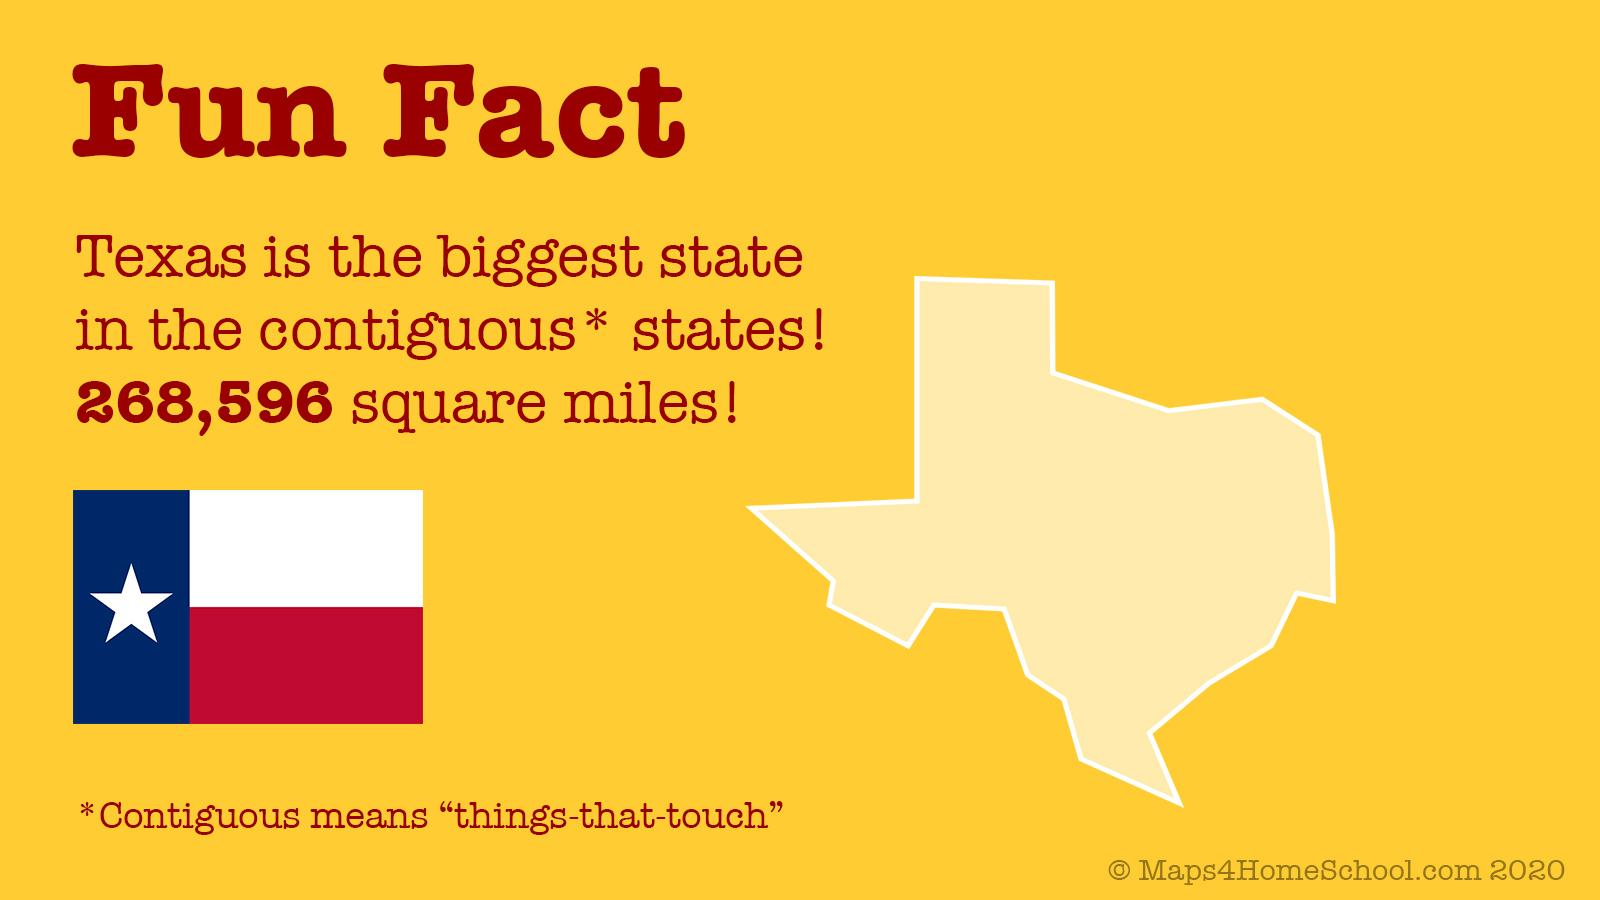 Fun Fact
Texas is the biggest state
in the contiguous* states!
268,596 square miles!
*Contiguous means “things-that-touch”
© Maps4HomeSchool.com 2020